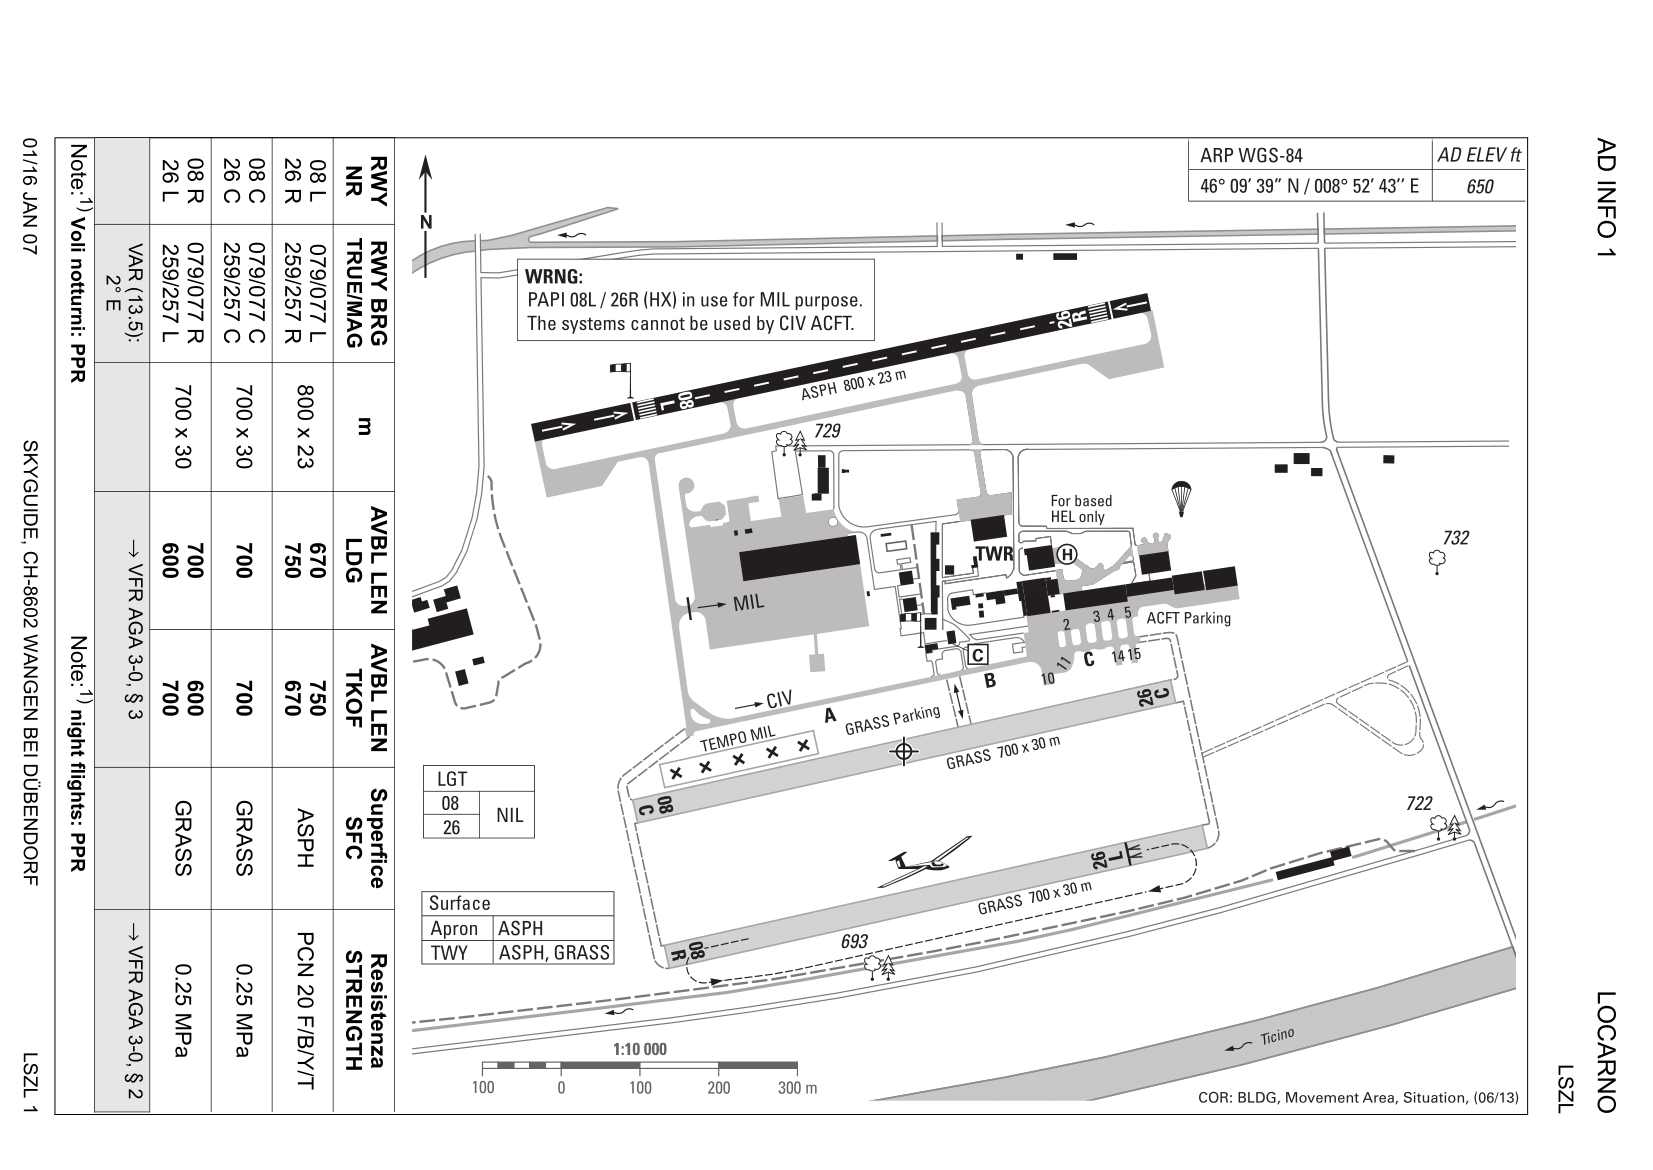 AD INFO 1
LOCARNO
LSZL
ARP WGS-84
AD ELEV ft
46° 09′ 39″ N / 008° 52′ 43″ E
650
N
WRNG:
PAPI 08L / 26R (HX) in use for MIL purpose.
The systems cannot be used by CIV ACFT.
26
R
ASPH 800 x 23 m
08
L
729
For based
HEL only
732
TWR
H
MIL
2
3 4 5
ACFT Parking
C
11
C
14 15
10
B
CIV
A
GRASS Parking
26
C
TEMPO MIL
GRASS 700 x 30 m
08
C
LGT
08
26
NIL
722
26
L
GRASS 700 x 30 m
Surface
Apron ASPH
TWY ASPH, GRASS
08
R
693
Ticino
1:10 000
100 0 100 200 300 m
COR: BLDG, Movement Area, Situation, (06/13)
RWY
NR
RWY BRG
TRUE/MAG
m
AVBL LEN
LDG
AVBL LEN
TKOF
Superfice
SFC
Resistenza
STRENGTH
08 L 079/077 L 800 x 23 670 750 ASPH PCN 20 F/B/Y/T
26 R 259/257 R 750 670
08 C 079/077 C 700 x 30 700 700 GRASS 0.25 MPa
26 C 259/257 C
08 R 079/077 R 700 x 30 700 600 GRASS 0.25 MPa
26 L 259/257 L 600 700
VAR (13.5):
2° E
→ VFR AGA 3-0, § 3
→ VFR AGA 3-0, § 2
Note: 1) Voli notturni: PPR
Note: 1) night flights: PPR
01/16 JAN 07
SKYGUIDE, CH-8602 WANGEN BEI DÜBENDORF
LSZL 1